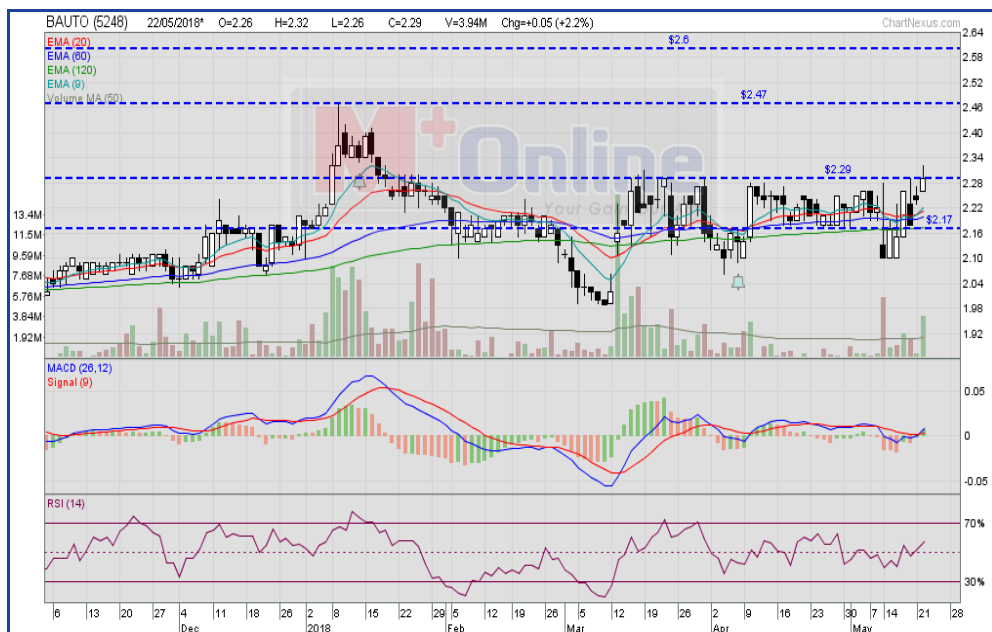 BAUTO (5248) 22/05/2018* O=2.26 H=2.32 L=2.26 C=2.29 V=3.94M Chg=+0.05 (+2.2%) ChartNexus.com
EMA (20)
EMA (60)
EMA (120)
EMA (9)
Volume MA (50)
$2.6
$2.47
$2.29
$2.17
M+Online
2.64
2.58
2.52
2.46
2.40
2.34
2.28
2.22
2.16
2.10
2.04
1.98
1.92
13.4M
11.5M
9.59M
7.68M
5.76M
3.84M
1.92M
MACD (26,12)
Signal (9)
0.05
0
-0.05
RSI (14)
70%
30%
6 13 20 27 4 11 18 26 2 8 15 22 29 5 12 19 26 5 12 19 26 2 9 16 23 30 7 14 21 28
Dec 2018 Feb Mar Apr May